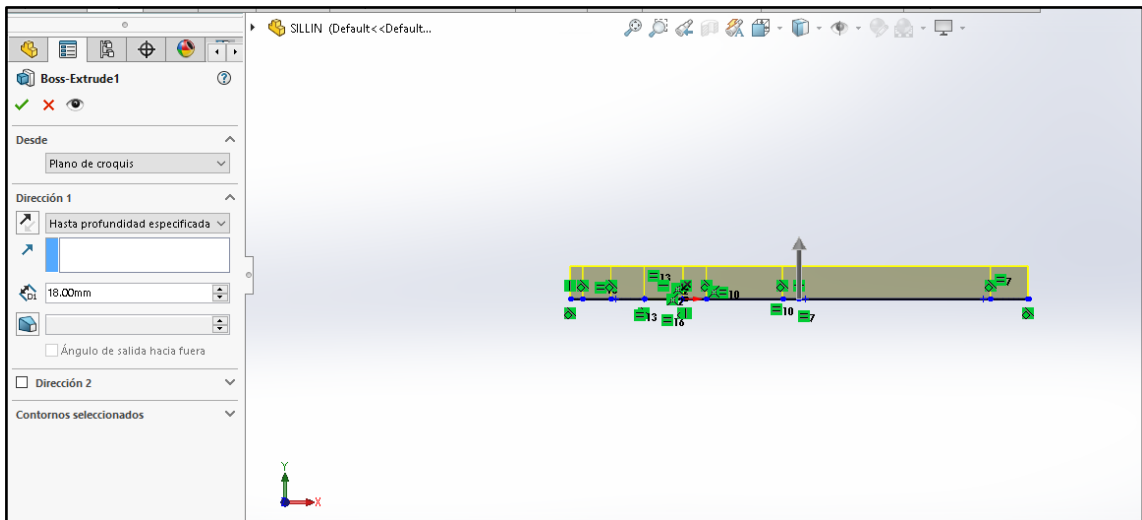 SILLIN (Default<<Default...
Boss-Extrude1
Desde
Plano de croquis
Dirección 1
Hasta profundidad especificada
D1
18.00mm
Ángulo de salida hacia fuera
Dirección 2
Contornos seleccionados
13
10
7
13
16
10
7
Y
X